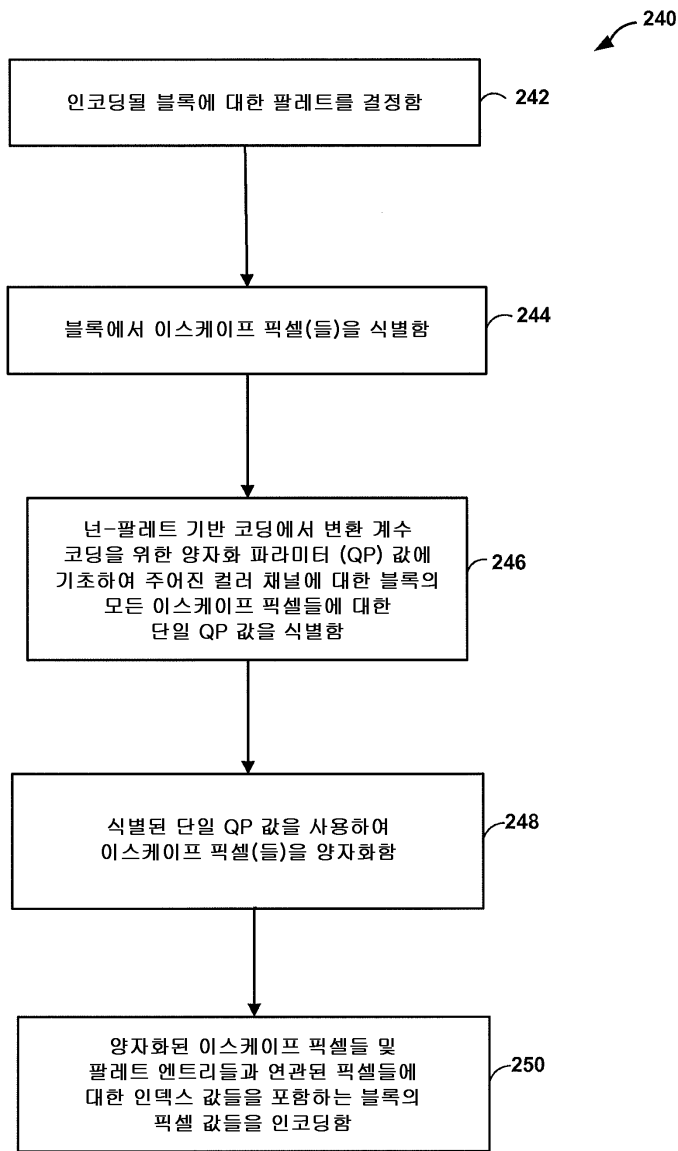 240
인코딩될 블록에 대한 팔레트를 결정함
242
블록에서 이스케이프 픽셀(들)을 식별함
244
넌-팔레트 기반 코딩에서 변환 계수
코딩을 위한 양자화 파라미터 (QP) 값에
기초하여 주어진 컬러 채널에 대한 블록의
모든 이스케이프 픽셀들에 대한
단일 QP 값을 식별함
246
식별된 단일 QP 값을 사용하여
이스케이프 픽셀(들)을 양자화함
248
양자화된 이스케이프 픽셀들 및
팔레트 엔트리들과 연관된 픽셀들에
대한 인덱스 값들을 포함하는 블록의
픽셀 값들을 인코딩함
250